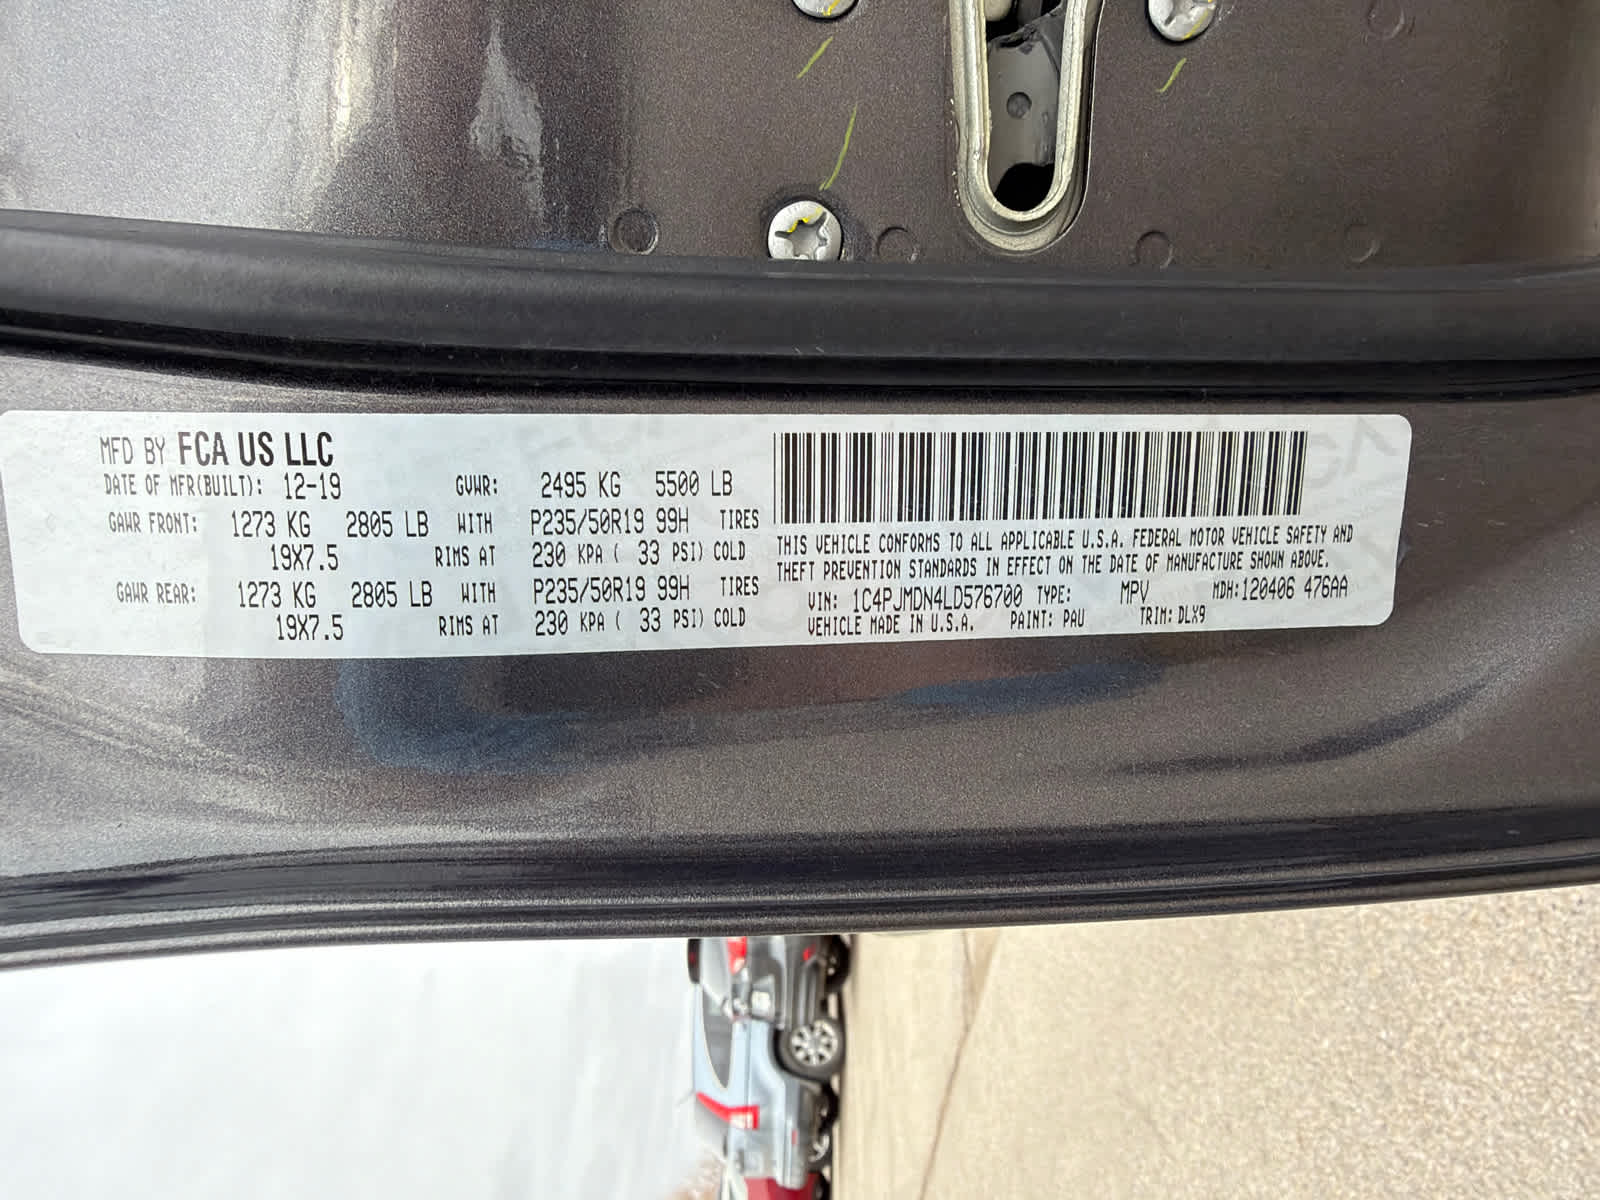 MFD BY FCA US LLC
DATE OF MFR(BUILT): 12-19 GVWR: 2495 KG 5500 LB
GAWR FRONT: 1273 KG 2805 LB WITH P235/50R19 99H TIRES
19X7.5 RIMS AT 230 KPA ( 33 PSI) COLD
GAWR REAR: 1273 KG 2805 LB WITH P235/50R19 99H TIRES
19X7.5 RIMS AT 230 KPA ( 33 PSI) COLD
THIS VEHICLE CONFORMS TO ALL APPLICABLE U.S.A. FEDERAL MOTOR VEHICLE SAFETY AND
THEFT PREVENTION STANDARDS IN EFFECT ON THE DATE OF MANUFACTURE SHOWN ABOVE.
VIN: 1C4PJMDN4LD576700 TYPE: MPV MDH:120406 476AA
VEHICLE MADE IN U.S.A. PAINT: PAU TRIM: DLX9